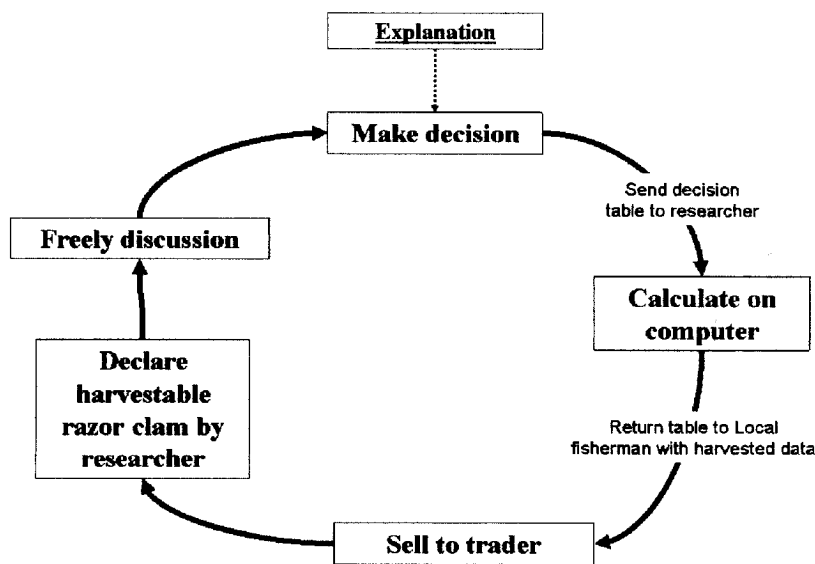 Explanation
Make decision
Send decision
table to researcher
Calculate on
computer
Return table to Local
fisherman with harvested data
Sell to trader
Declare
harvestable
razor clam by
researcher
Freely discussion